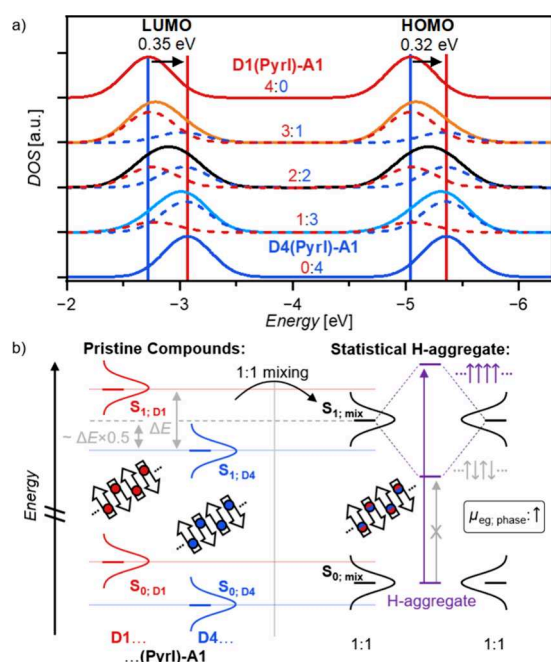 a)
LUMO
HOMO
0.35 eV
0.32 eV
D1(PyrI)-A1
4:0
3:1
2:2
1:3
D4(PyrI)-A1
0:4
DOS [a.u.]
−2 −3 −4 −5 −6
Energy [eV]
b)
Pristine Compounds:
Statistical H-aggregate:
1:1 mixing
...↑↑↑↑...
S1; D1
S1; mix
ΔE
~ ΔE×0.5
S1; D4
...↑↓↑↓...
Energy
μeg; phase:↑
S0; D1
S0; mix
S0; D4
H-aggregate
D1... D4...
1:1 1:1
...(PyrI)-A1